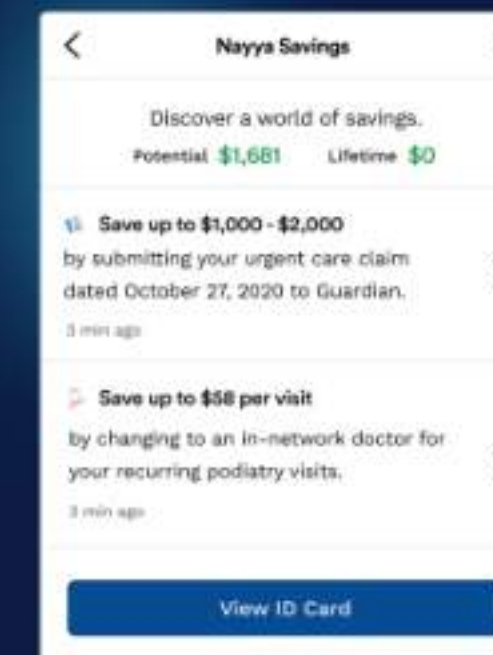 Nayya Savings
Discover a world of savings.
Potential $1,681 Lifetime $0
Save up to $1,000 - $2,000
by submitting your urgent care claim
dated October 27, 2020 to Guardian.
3 min ago
Save up to $58 per visit
by changing to an in-network doctor for
your recurring podiatry visits.
3 min ago
View ID Card